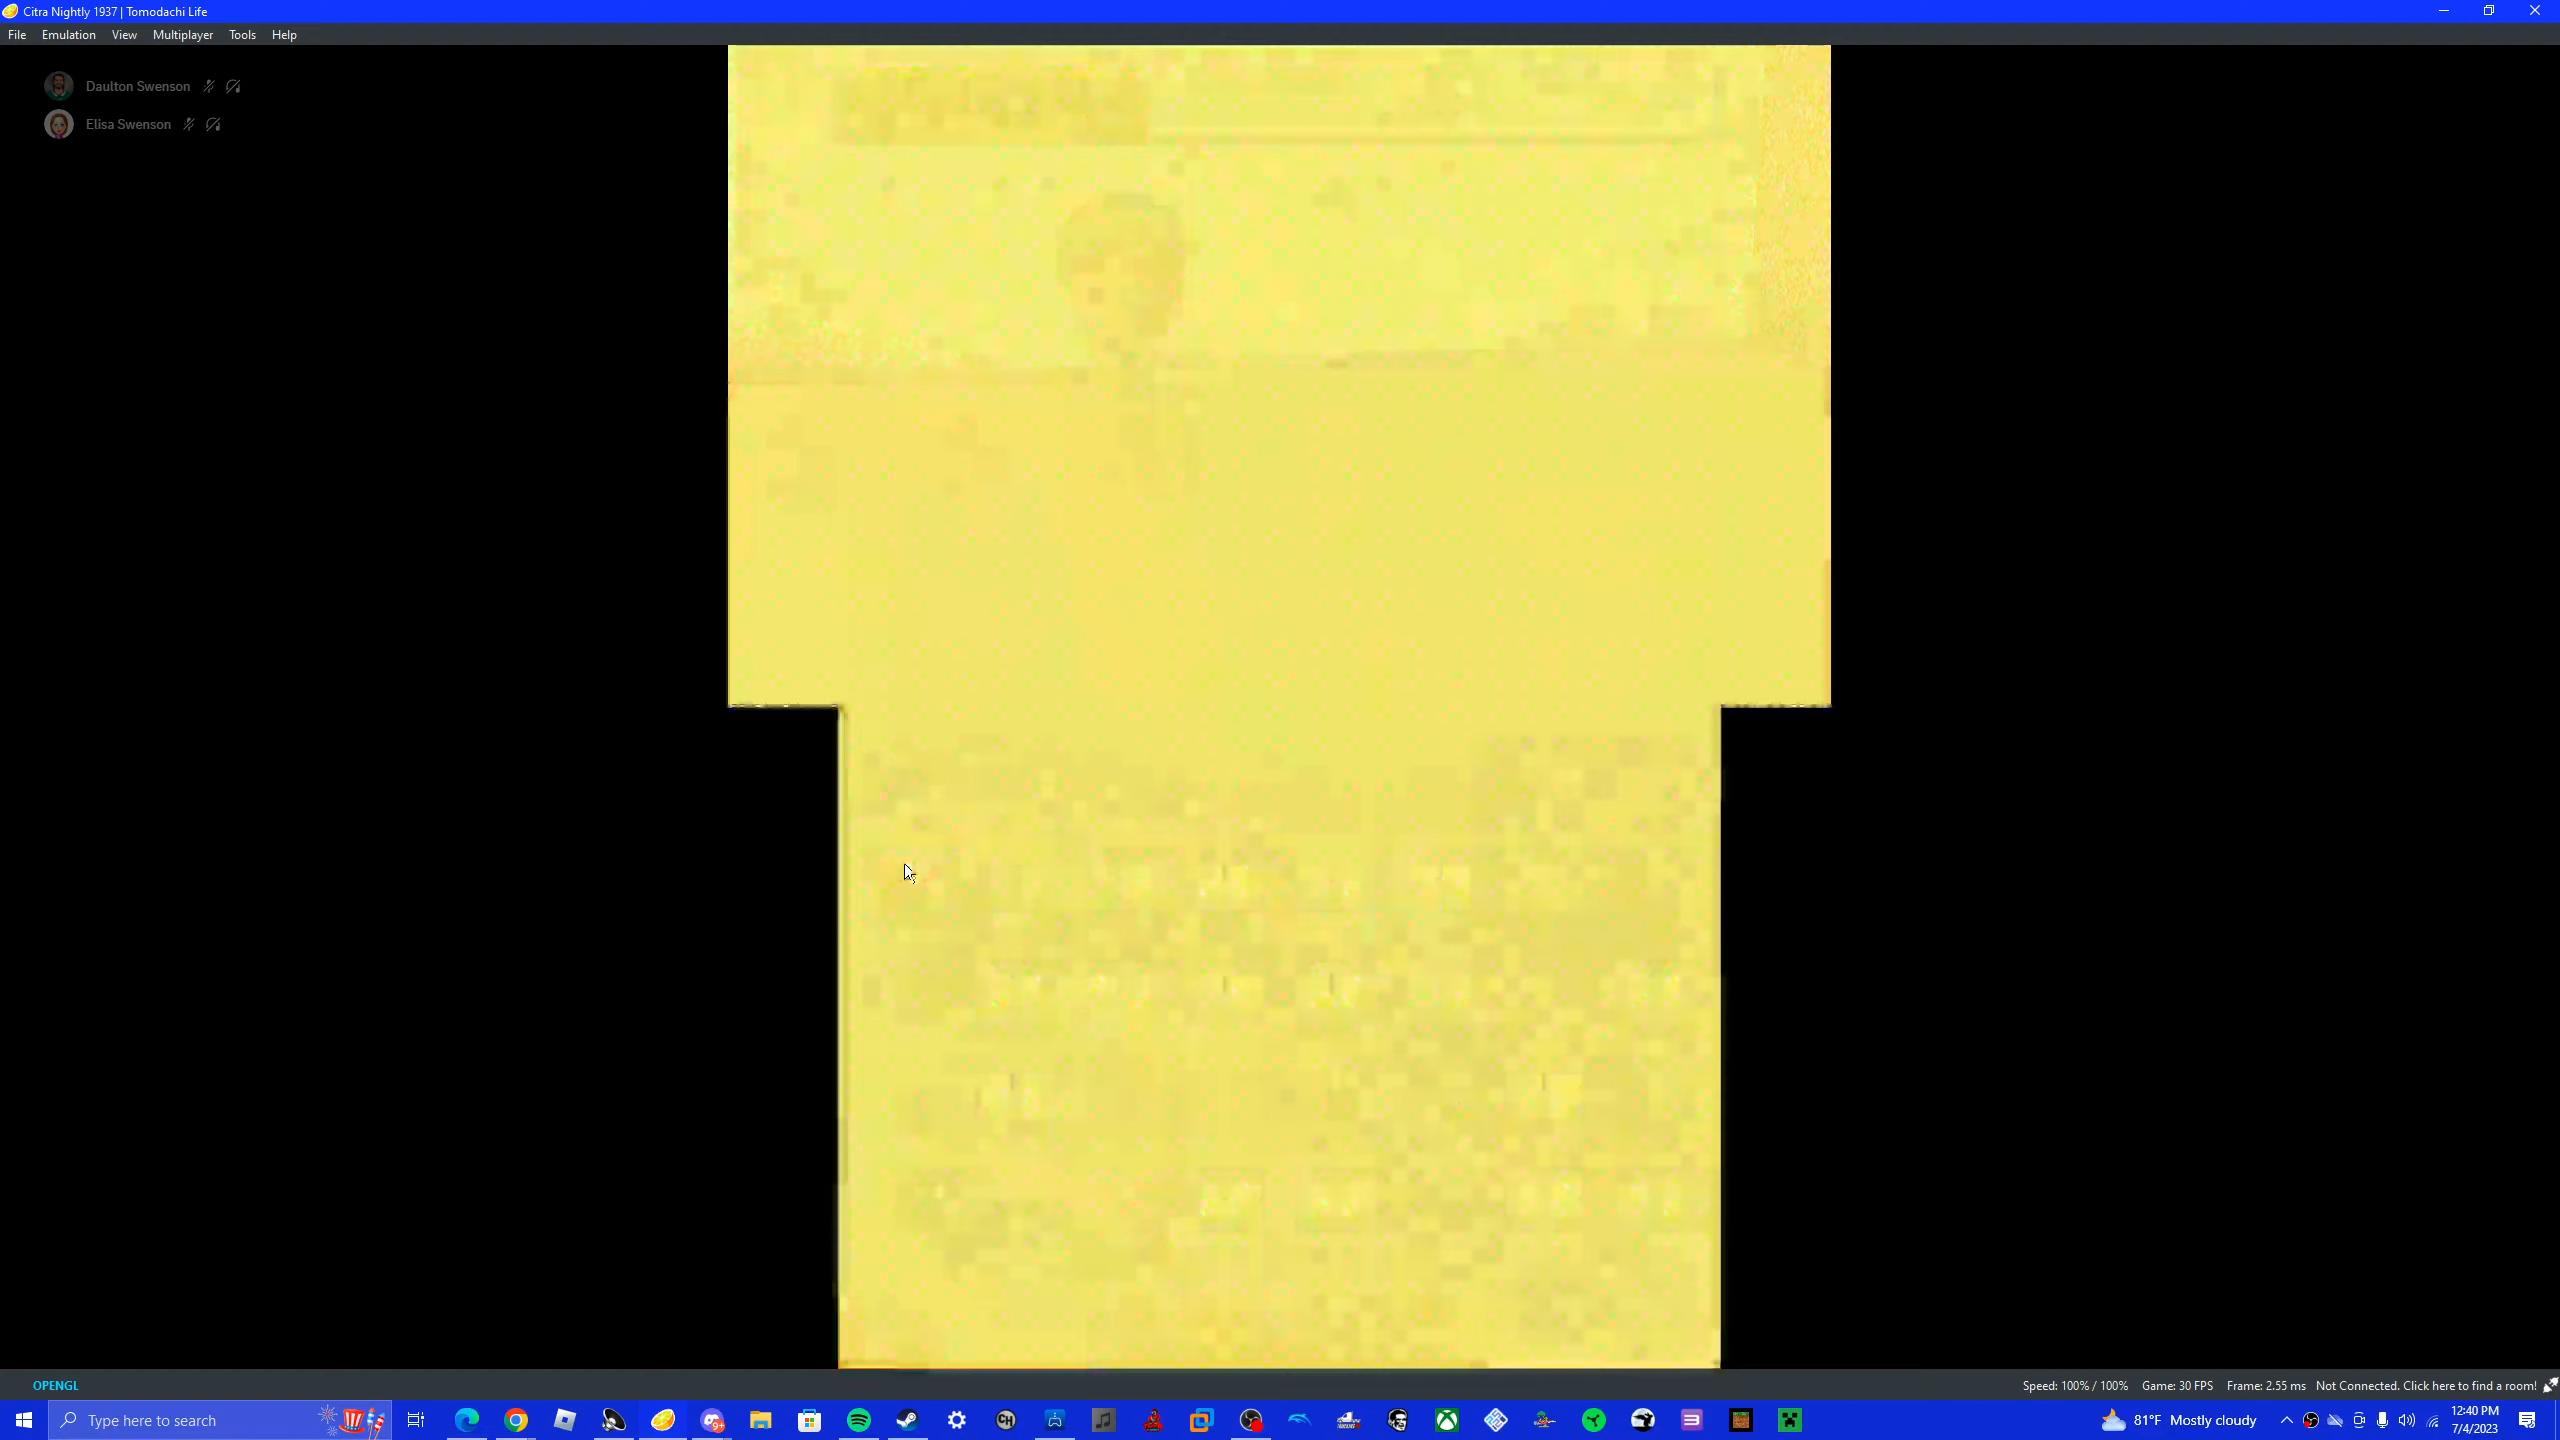 Citra Nightly 1937 | Tomodachi Life
File Emulation View Multiplayer Tools Help
Daulton Swenson
Elisa Swenson
OPENGL
Speed: 100% / 100% Game: 30 FPS Frame: 2.55 ms Not Connected. Click here to find a room!
Type here to search
9+
CH
81°F Mostly cloudy
12:40 PM
7/4/2023